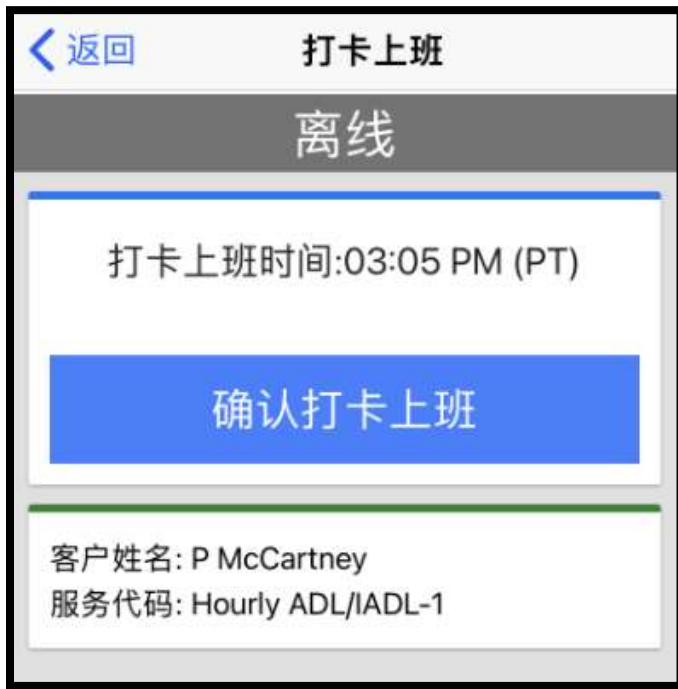 返回
打卡上班
离线
打卡上班时间:03:05 PM (PT)
确认打卡上班
客户姓名: P McCartney
服务代码: Hourly ADL/IADL-1